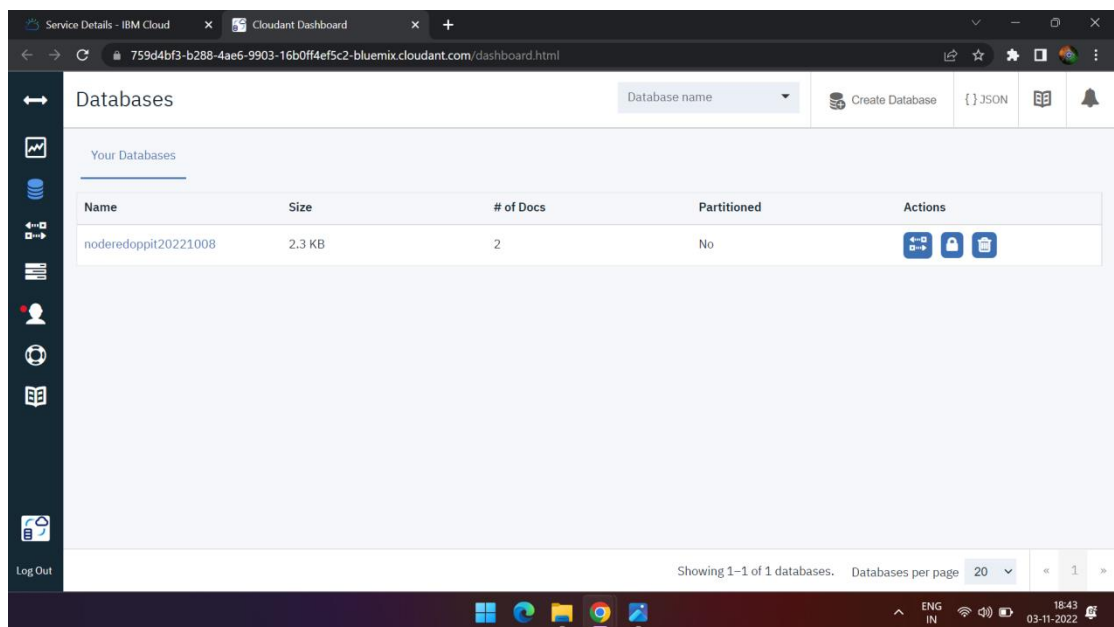 Service Details - IBM Cloud
Cloudant Dashboard
759d4bf3-b288-4ae6-9903-16b0ff4ef5c2-bluemix.cloudant.com/dashboard.html
Databases
Database name
Create Database
{ } JSON
Your Databases
Name Size # of Docs Partitioned Actions
noderedoppit20221008 2.3 KB 2 No
Log Out
Showing 1–1 of 1 databases. Databases per page 20 « 1 »
ENG
IN
18:43
03-11-2022